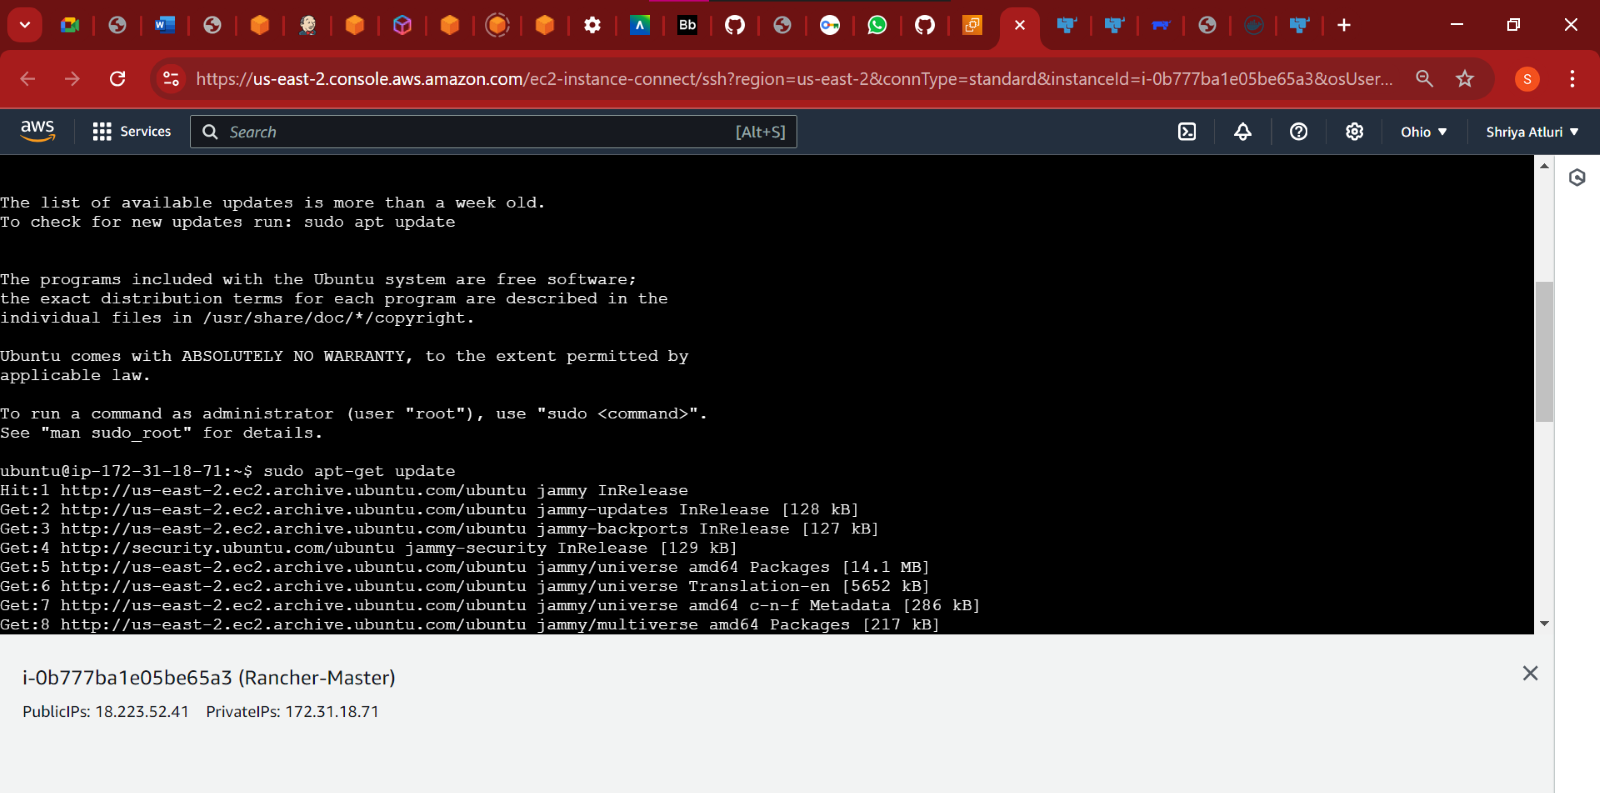 Bb
S
https://us-east-2.console.aws.amazon.com/ec2-instance-connect/ssh?region=us-east-2&connType=standard&instanceId=i-0b777ba1e05be65a3&osUser...
aws
Services
Search
[Alt+S]
Ohio
Shriya Atluri
The list of available updates is more than a week old.
To check for new updates run: sudo apt update
The programs included with the Ubuntu system are free software;
the exact distribution terms for each program are described in the
individual files in /usr/share/doc/*/copyright.
Ubuntu comes with ABSOLUTELY NO WARRANTY, to the extent permitted by
applicable law.
To run a command as administrator (user "root"), use "sudo <command>".
See "man sudo_root" for details.
ubuntu@ip-172-31-18-71:~$ sudo apt-get update
Hit:1 http://us-east-2.ec2.archive.ubuntu.com/ubuntu jammy InRelease
Get:2 http://us-east-2.ec2.archive.ubuntu.com/ubuntu jammy-updates InRelease [128 kB]
Get:3 http://us-east-2.ec2.archive.ubuntu.com/ubuntu jammy-backports InRelease [127 kB]
Get:4 http://security.ubuntu.com/ubuntu jammy-security InRelease [129 kB]
Get:5 http://us-east-2.ec2.archive.ubuntu.com/ubuntu jammy/universe amd64 Packages [14.1 MB]
Get:6 http://us-east-2.ec2.archive.ubuntu.com/ubuntu jammy/universe Translation-en [5652 kB]
Get:7 http://us-east-2.ec2.archive.ubuntu.com/ubuntu jammy/universe amd64 c-n-f Metadata [286 kB]
Get:8 http://us-east-2.ec2.archive.ubuntu.com/ubuntu jammy/multiverse amd64 Packages [217 kB]
i-0b777ba1e05be65a3 (Rancher-Master)
PublicIPs: 18.223.52.41 PrivateIPs: 172.31.18.71